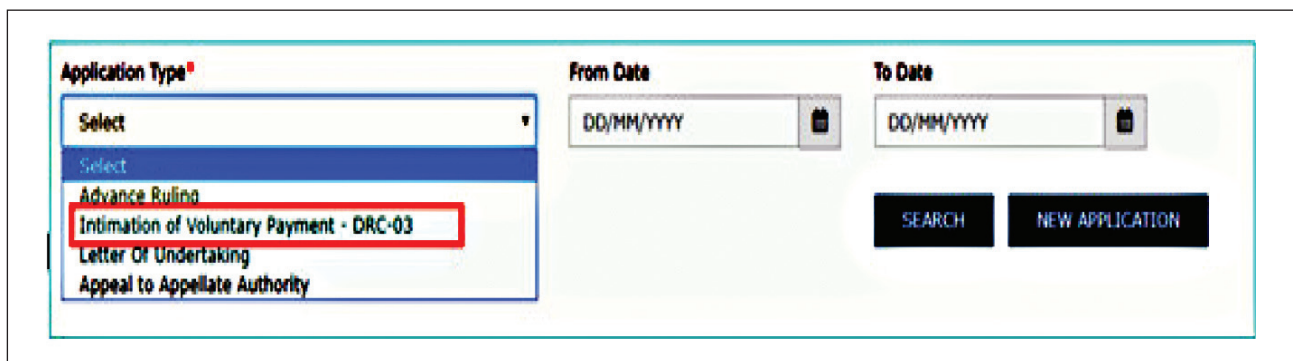 Application Type*
From Date
To Date
Select
DD/MM/YYYY
DD/MM/YYYY
Select
Advance Ruling
Intimation of Voluntary Payment - DRC-03
Letter Of Undertaking
Appeal to Appellate Authority
SEARCH
NEW APPLICATION